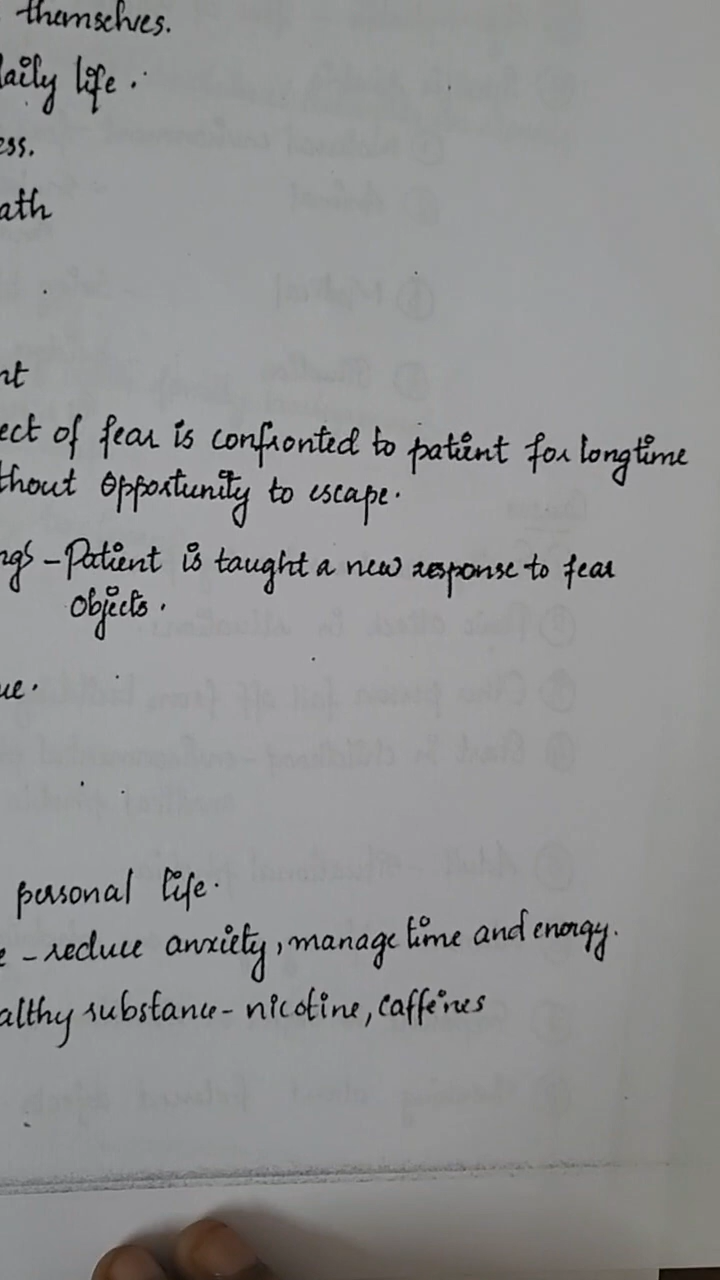 themselves.
daily life.
ess.
ath
nt
ect of fear is confronted to patient for longtime
thout opportunity to escape.
ngs - Patient is taught a new response to fear
objects.
ue.
personal life.
e - reduce anxiety, manage time and energy.
althy substance - nicotine, caffeines